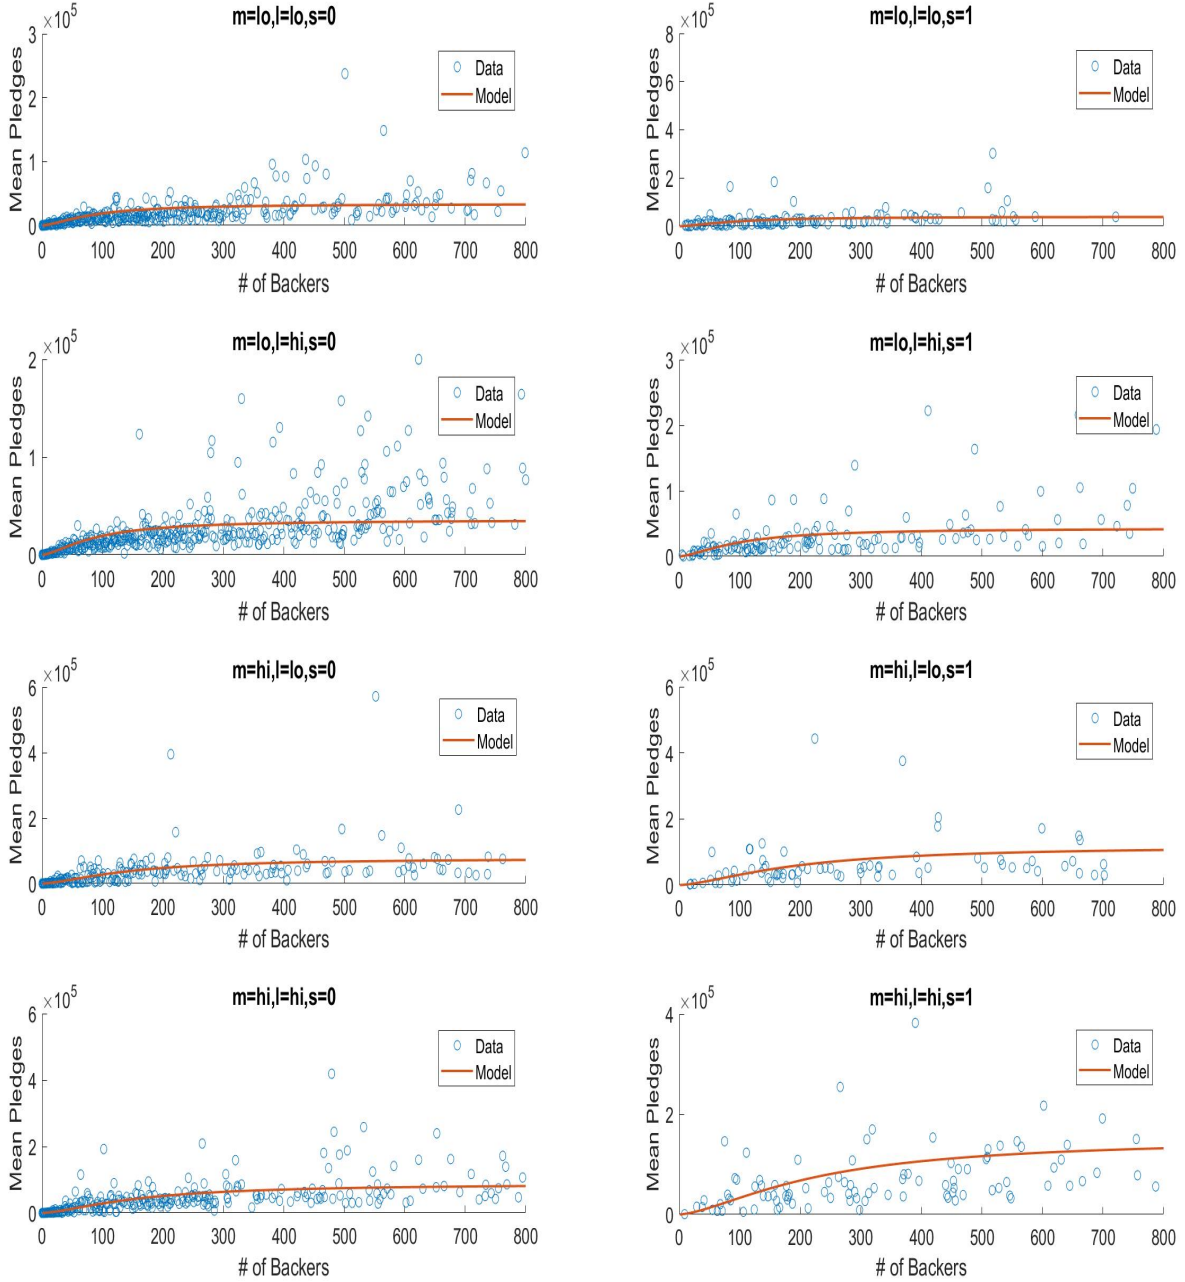 m=lo,l=lo,s=0
×10^5
Mean Pledges
3
2
1
0
Data
Model
0 100 200 300 400 500 600 700 800
# of Backers
m=lo,l=lo,s=1
×10^5
Mean Pledges
8
6
4
2
0
Data
Model
0 100 200 300 400 500 600 700 800
# of Backers
m=lo,l=hi,s=0
×10^5
Mean Pledges
2
1
0
Data
Model
0 100 200 300 400 500 600 700 800
# of Backers
m=lo,l=hi,s=1
×10^5
Mean Pledges
3
2
1
0
Data
Model
0 100 200 300 400 500 600 700 800
# of Backers
m=hi,l=lo,s=0
×10^5
Mean Pledges
6
4
2
0
Data
Model
0 100 200 300 400 500 600 700 800
# of Backers
m=hi,l=lo,s=1
×10^5
Mean Pledges
6
4
2
0
Data
Model
0 100 200 300 400 500 600 700 800
# of Backers
m=hi,l=hi,s=0
×10^5
Mean Pledges
6
4
2
0
Data
Model
0 100 200 300 400 500 600 700 800
# of Backers
m=hi,l=hi,s=1
×10^5
Mean Pledges
4
2
0
Data
Model
0 100 200 300 400 500 600 700 800
# of Backers